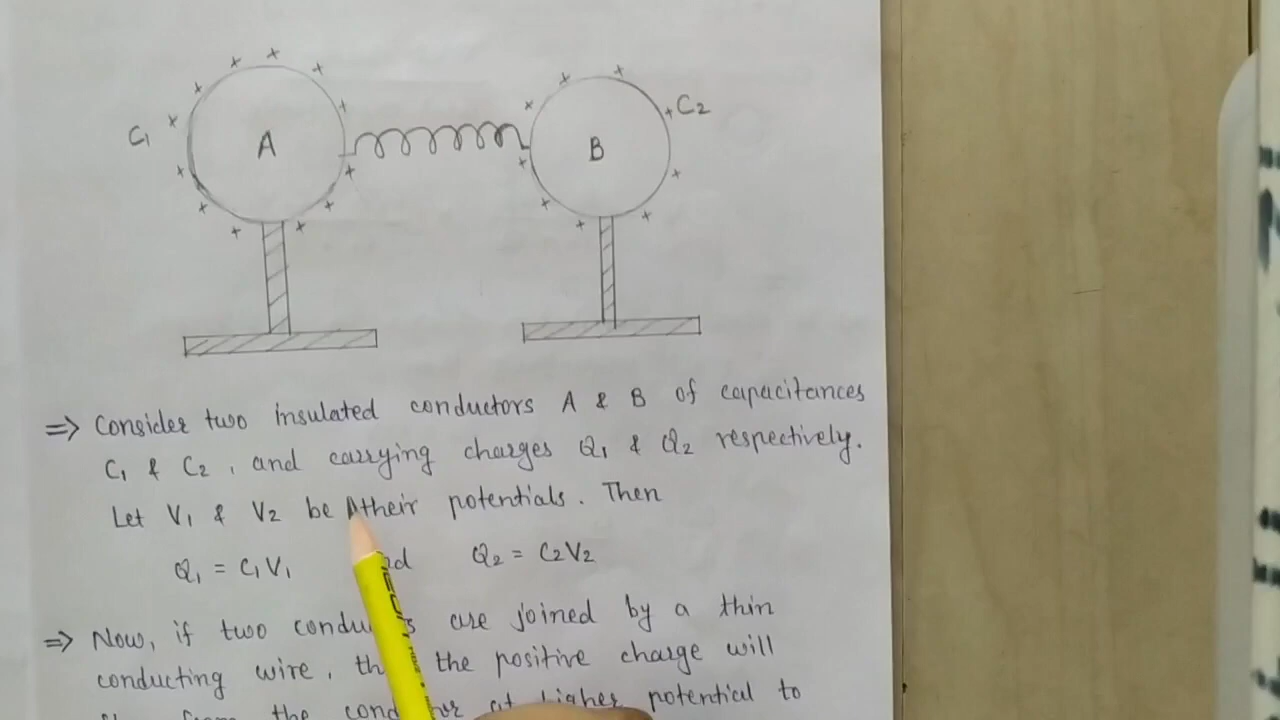 C1
A
B
C2
=> Consider two insulated conductors A & B of capacitances
C1 & C2, and carrying charges Q1 & Q2 respectively.
Let V1 & V2 be their potentials. Then
Q1 = C1V1 Q2 = C2V2
=> Now, if two are joined by a thin
conducting wire, the positive charge will
the higher potential to